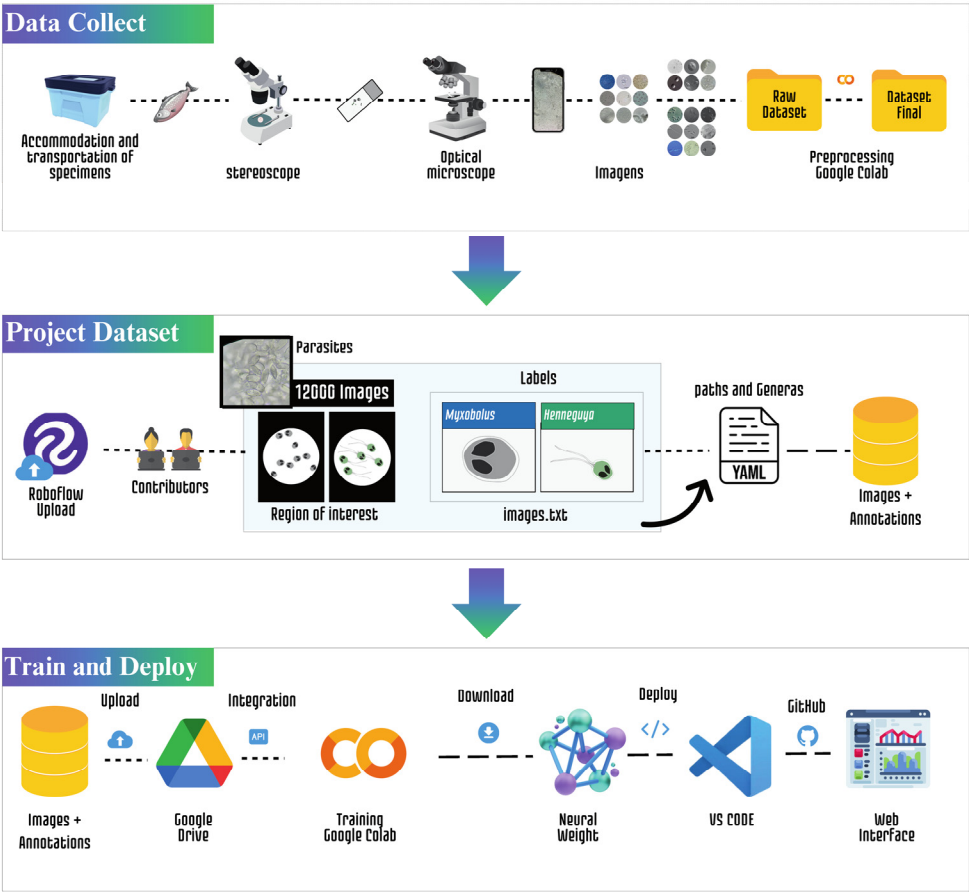 Data Collect
Accommodation and
transportation of
specimens
stereoscope
Optical
microscope
Imagens
Raw
Dataset
Dataset
Final
Preprocessing
Google Colab
Project Dataset
Parasites
12000 Images
Labels
Myxobolus
Henneguya
paths and Generas
YAML
Roboflow
Upload
Contributors
Region of interest
images.txt
Images +
Annotations
Train and Deploy
Upload
Integration
API
Download
Deploy
</>
GitHub
Images +
Annotations
Google
Drive
Training
Google Colab
Neural
Weight
VS CODE
Web
Interface